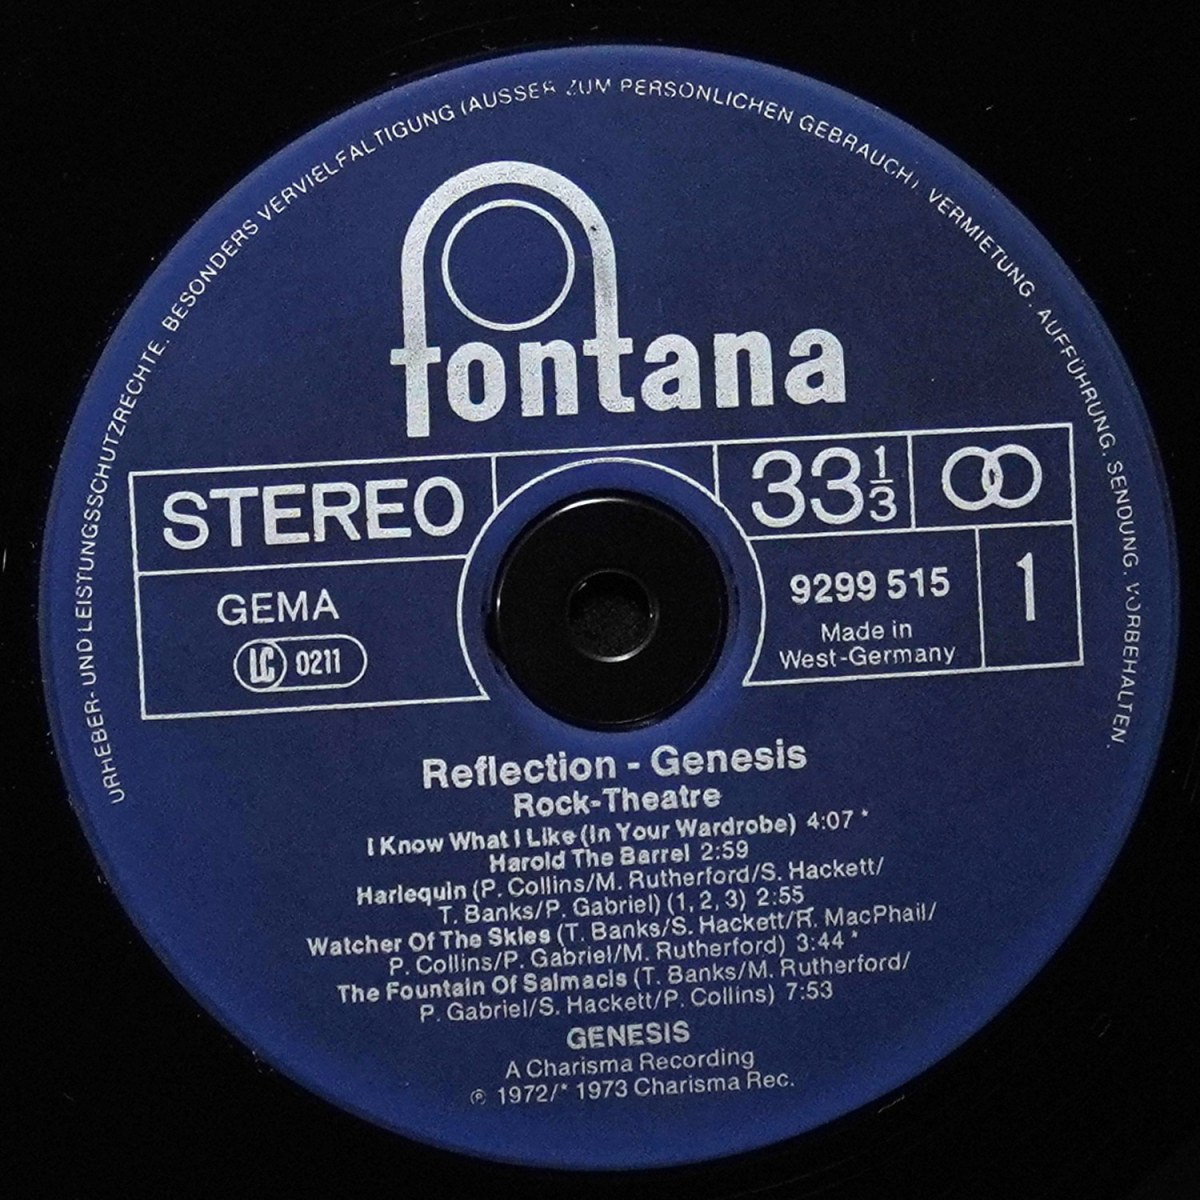 URHEBER- UND LEISTUNGSSCHUTZRECHTE, BESONDERS VERVIELFALTIGUNG (AUSSER ZUM PERSONLICHEN GEBRAUCH), VERMIETUNG, AUFFÜHRUNG, SENDUNG, VORBEHALTEN.
fontana
STEREO
33 1/3
GEMA
LC 0211
9299 515
1
Made in
West-Germany
Reflection - Genesis
Rock-Theatre
I Know What I Like (In Your Wardrobe) 4:07 *
Harold The Barrel 2:59
Harlequin (P. Collins/M. Rutherford/S. Hackett/
T. Banks/P. Gabriel) (1, 2, 3) 2:55
Watcher Of The Skies (T. Banks/S. Hackett/R. MacPhail/
P. Collins/P. Gabriel/M. Rutherford) 3:44 *
The Fountain Of Salmacis (T. Banks/M. Rutherford/
P. Gabriel/S. Hackett/P. Collins) 7:53
GENESIS
A Charisma Recording
℗ 1972/* 1973 Charisma Rec.